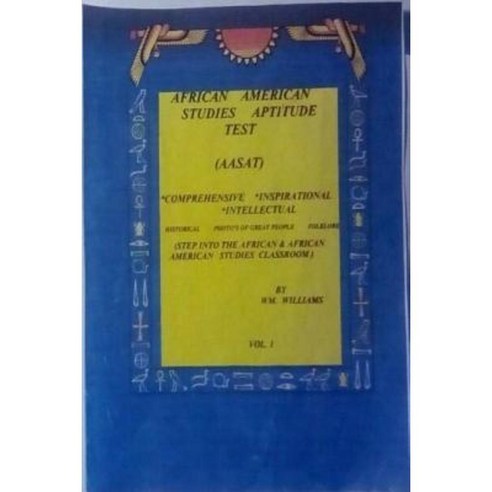 AFRICAN AMERICAN
STUDIES APTITUDE
TEST
(AASAT)
*COMPREHENSIVE *INSPIRATIONAL
*INTELLECTUAL
HISTORICAL PHOTO'S OF GREAT PEOPLE FOLKLORE
(STEP INTO THE AFRICAN & AFRICAN
AMERICAN STUDIES CLASSROOM)
BY
WM. WILLIAMS
VOL. 1